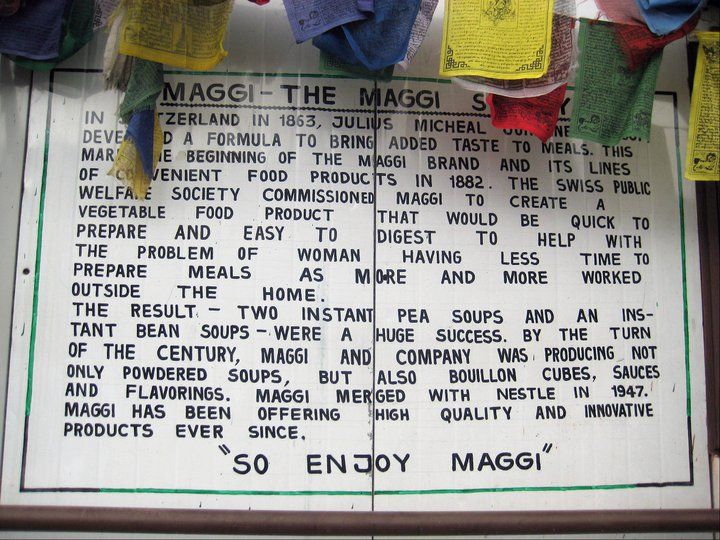 MAGGI - THE MAGGI
IN 1863, JULIUS MICHEAL
A FORMULA TO BRING ADDED TASTE TO MEALS. THIS
BEGINNING OF THE MAGGI BRAND AND ITS LINES
OF FOOD PRODUCTS IN 1882. THE SWISS PUBLIC
WELFARE SOCIETY COMMISSIONED MAGGI TO CREATE A
VEGETABLE FOOD PRODUCT THAT WOULD BE QUICK TO
PREPARE AND EASY TO DIGEST TO HELP WITH
THE PROBLEM OF WOMAN HAVING LESS TIME TO
PREPARE MEALS AS MORE AND MORE WORKED
OUTSIDE THE HOME.
THE RESULT - TWO INSTANT PEA SOUPS AND AN INS-
TANT BEAN SOUPS - WERE A HUGE SUCCESS. BY THE TURN
OF THE CENTURY, MAGGI AND COMPANY WAS PRODUCING NOT
ONLY POWDERED SOUPS, BUT ALSO BOUILLON CUBES, SAUCES
AND FLAVORINGS. MAGGI MERGED WITH NESTLE IN 1947.
MAGGI HAS BEEN OFFERING HIGH QUALITY AND INNOVATIVE
PRODUCTS EVER SINCE.
"SO ENJOY MAGGI"